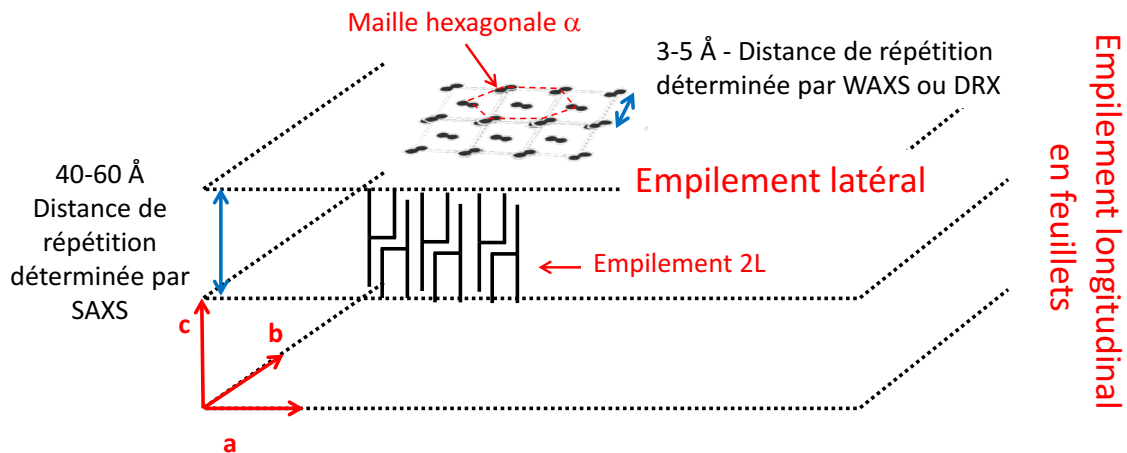 Maille hexagonale α
3-5 Å - Distance de répétition
déterminée par WAXS ou DRX
Empilement latéral
40-60 Å
Distance de
répétition
déterminée par
SAXS
Empilement 2L
c
b
a
Empilement longitudinal
en feuillets